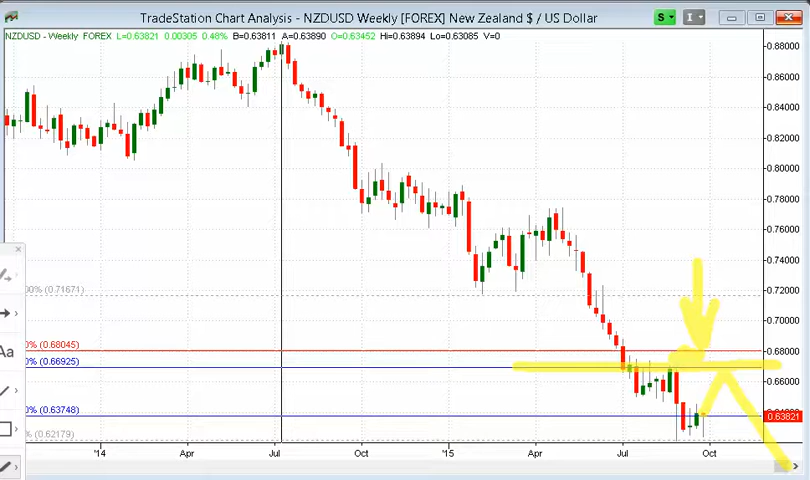 TradeStation Chart Analysis - NZDUSD Weekly [FOREX] New Zealand $ / US Dollar
S
I
NZDUSD - Weekly FOREX L=0.63821 0.00305 0.48% B=0.63811 A=0.63890 O=0.63452 Hi=0.63894 Lo=0.63085 V=0
0.88000
0.86000
0.84000
0.82000
0.80000
0.78000
0.76000
0.74000
0.72000
0.70000
0.68000
0.66000
0.63821
00% (0.71671)
0% (0.68045)
0% (0.66925)
0% (0.63748)
% (0.62179)
Aa
'14
Apr
Jul
Oct
'15
Apr
Jul
Oct